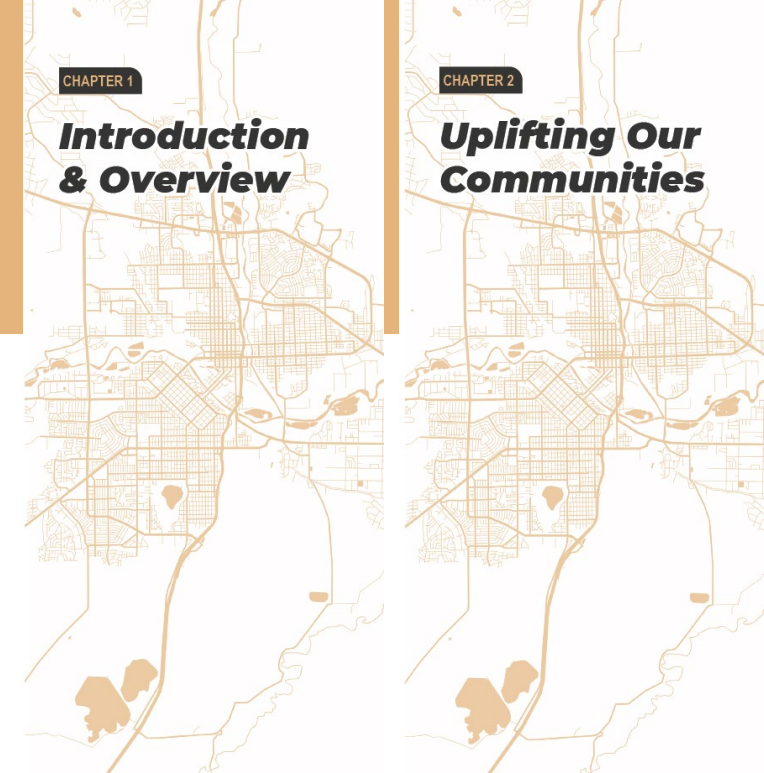 CHAPTER 1
Introduction
& Overview
CHAPTER 2
Uplifting Our
Communities